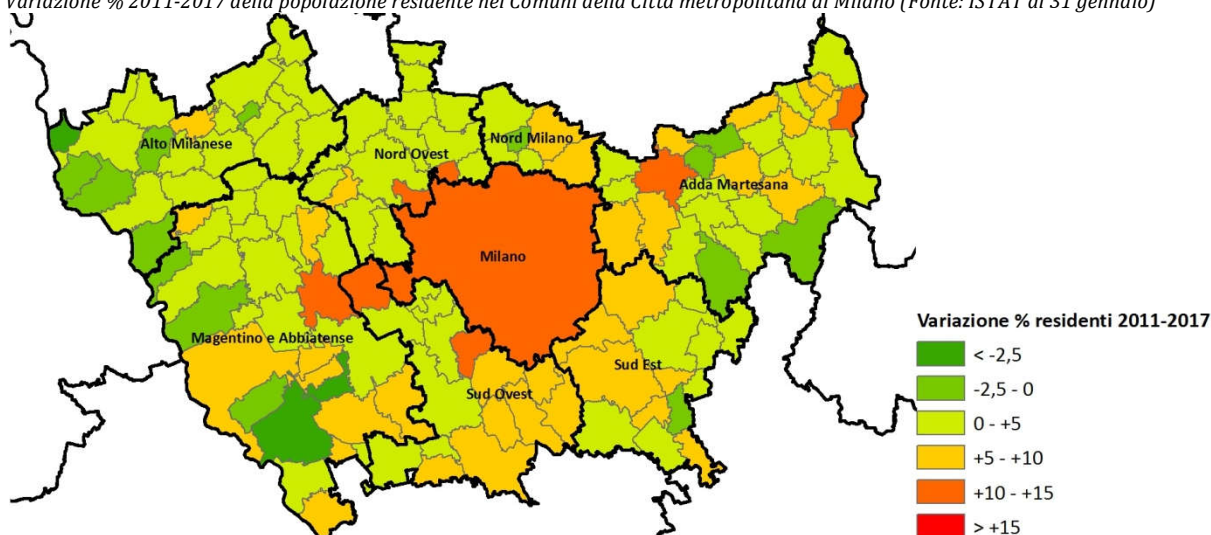 Variazione % 2011-2017 della popolazione residente nei Comuni della Città metropolitana di Milano (Fonte: ISTAT al 31 gennaio)
Alto Milanese
Nord Ovest
Nord Milano
Adda Martesana
Milano
Magentino e Abbiatense
Sud Ovest
Sud Est
Variazione % residenti 2011-2017
< -2,5
-2,5 - 0
0 - +5
+5 - +10
+10 - +15
> +15